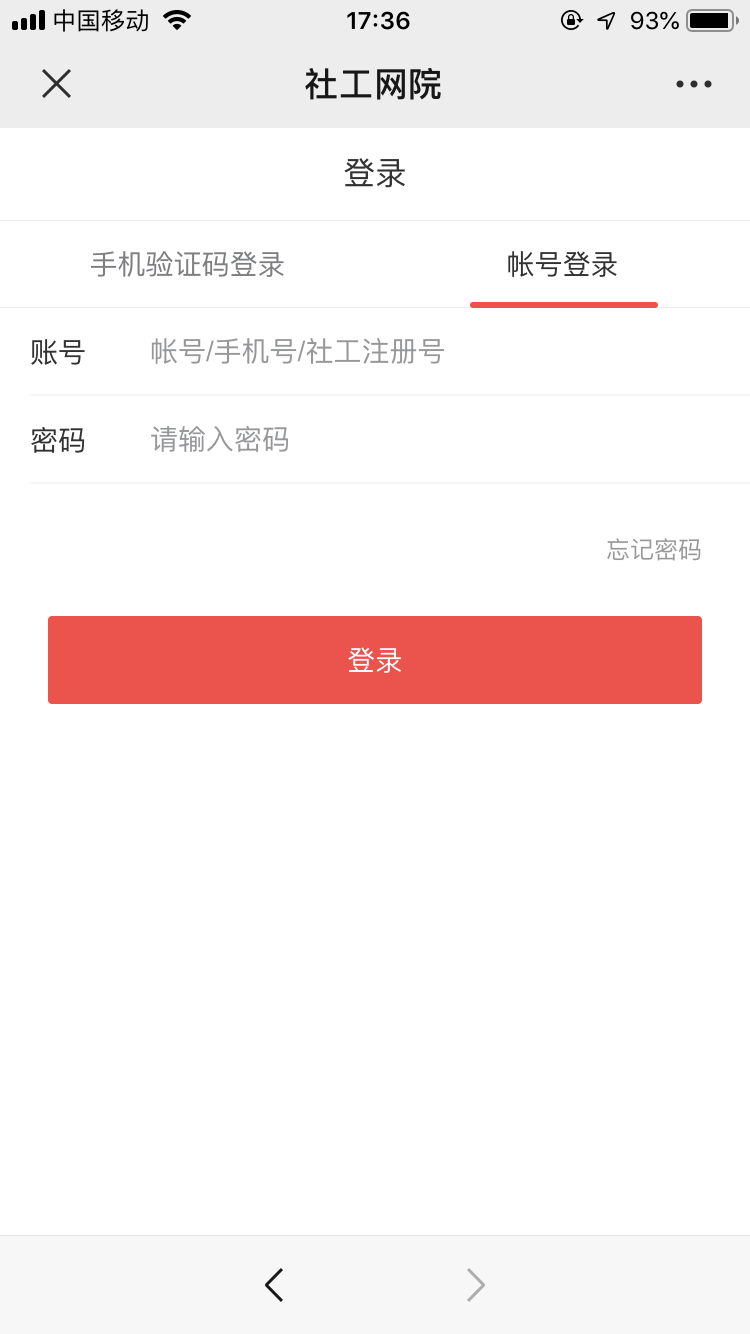 中国移动 17:36 93%
社工网院
登录
手机验证码登录 帐号登录
账号 帐号/手机号/社工注册号
密码 请输入密码
忘记密码
登录